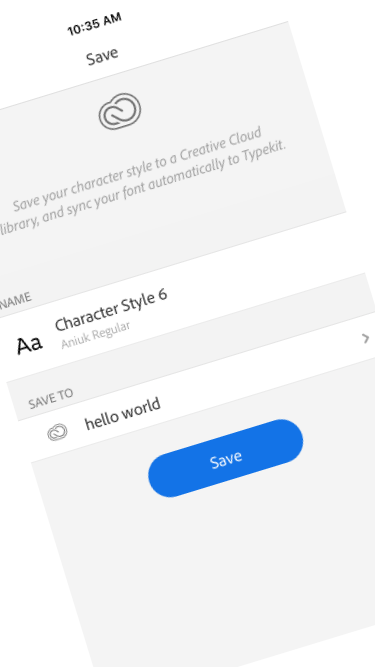 10:35 AM
Save
Save your character style to a Creative Cloud
library, and sync your font automatically to Typekit.
NAME
Aa
Character Style 6
Aniuk Regular
SAVE TO
hello world
Save